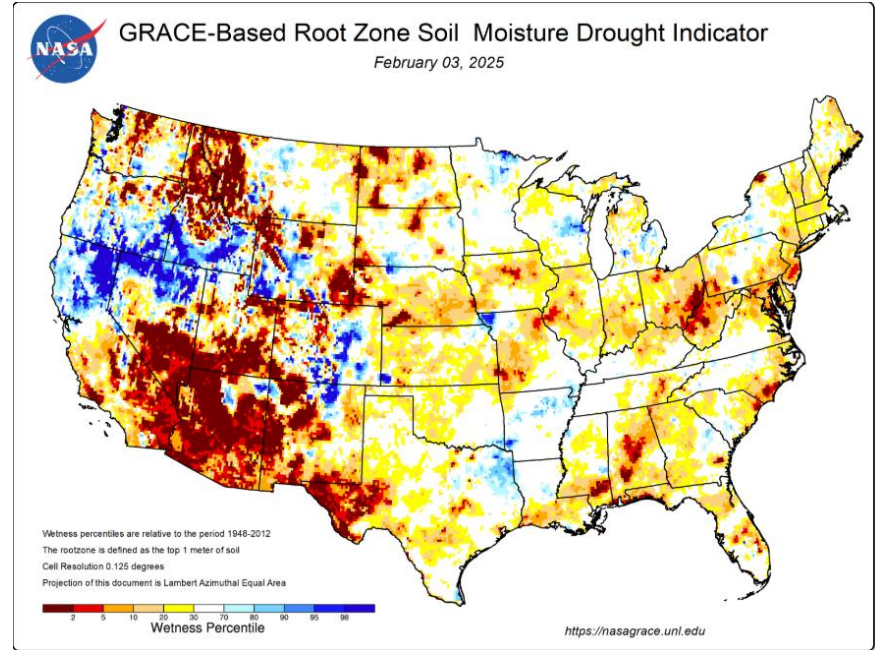 NASA
GRACE-Based Root Zone Soil Moisture Drought Indicator
February 03, 2025
Wetness percentiles are relative to the period 1948-2012
The rootzone is defined as the top 1 meter of soil
Cell Resolution 0.125 degrees
Projection of this document is Lambert Azimuthal Equal Area
2 5 10 20 30 70 80 90 95 98
Wetness Percentile
https://nasagrace.unl.edu